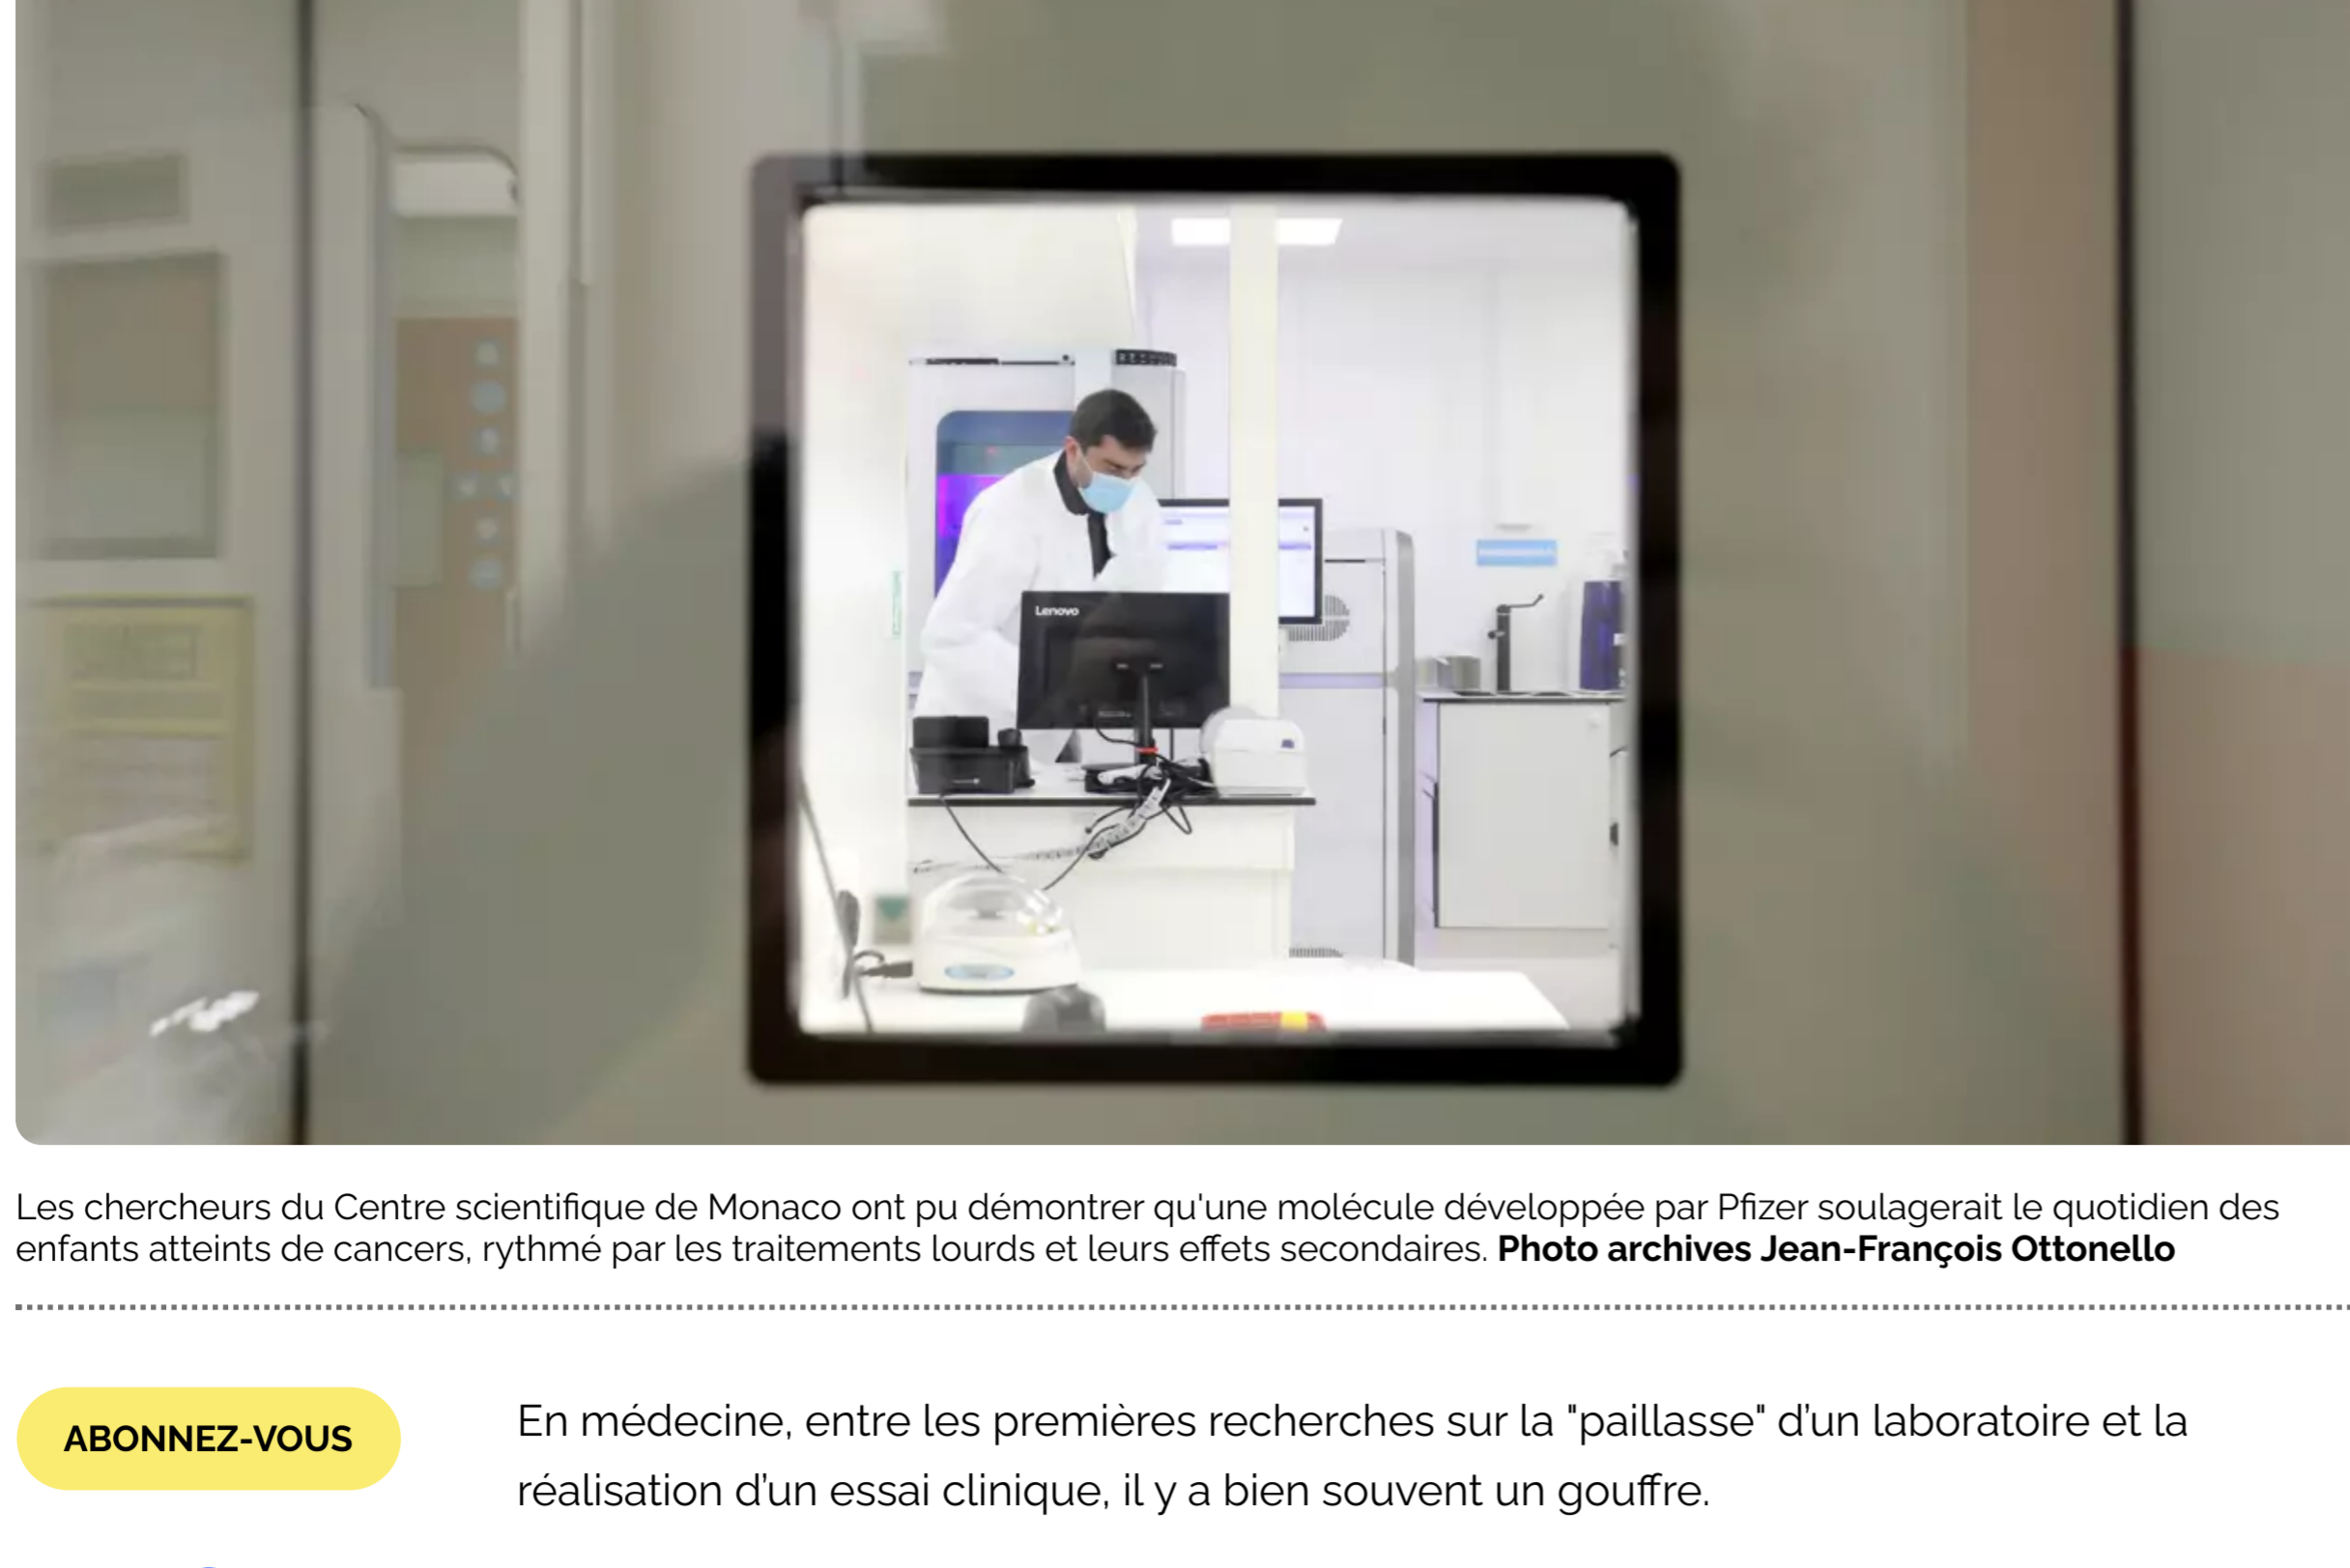 Lenovo
Les chercheurs du Centre scientifique de Monaco ont pu démontrer qu'une molécule développée par Pfizer soulagerait le quotidien des
enfants atteints de cancers, rythmé par les traitements lourds et leurs effets secondaires. Photo archives Jean-François Ottonello
ABONNEZ-VOUS
En médecine, entre les premières recherches sur la "paillasse" d’un laboratoire et la
réalisation d’un essai clinique, il y a bien souvent un gouffre.